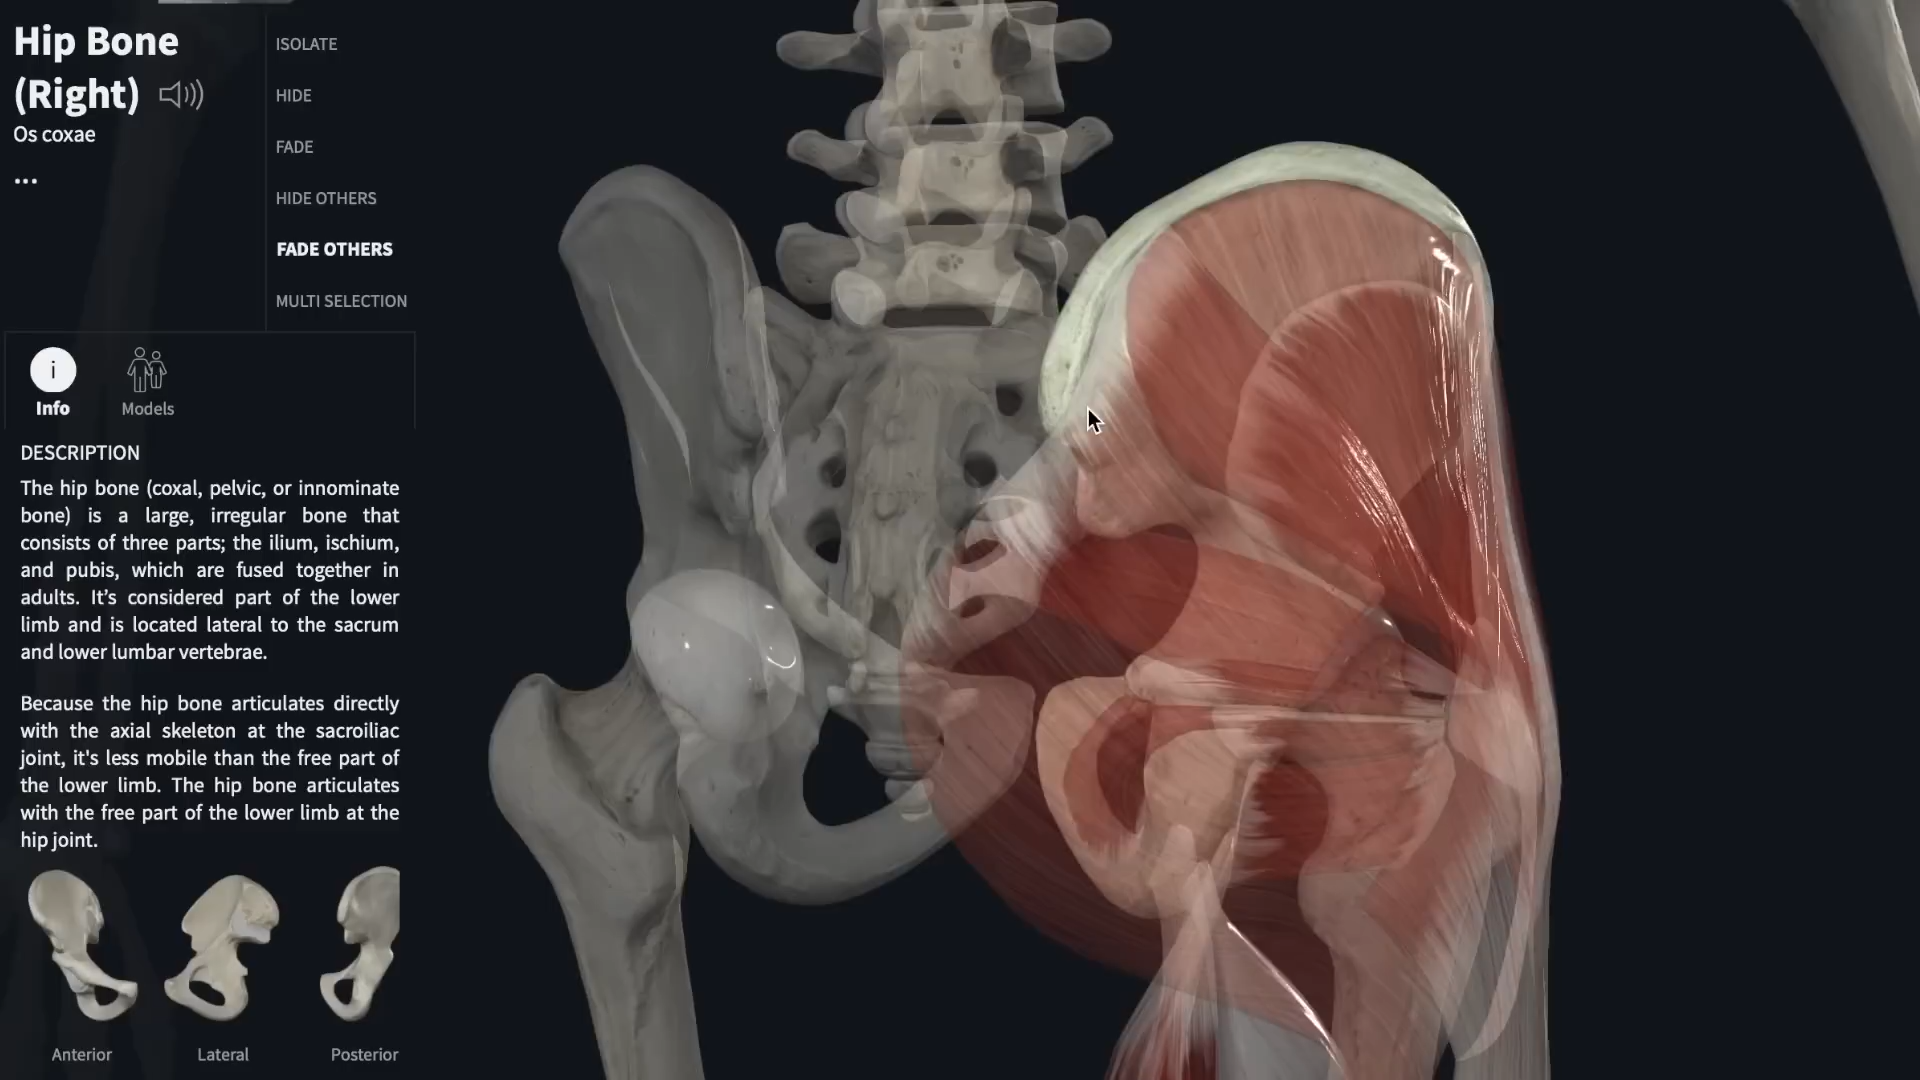 Hip Bone
(Right)
Os coxae
...
ISOLATE
HIDE
FADE
HIDE OTHERS
FADE OTHERS
MULTI SELECTION
i
Info
Models
DESCRIPTION
The hip bone (coxal, pelvic, or innominate
bone) is a large, irregular bone that
consists of three parts; the ilium, ischium,
and pubis, which are fused together in
adults. It’s considered part of the lower
limb and is located lateral to the sacrum
and lower lumbar vertebrae.
Because the hip bone articulates directly
with the axial skeleton at the sacroiliac
joint, it's less mobile than the free part of
the lower limb. The hip bone articulates
with the free part of the lower limb at the
hip joint.
Anterior
Lateral
Posterior